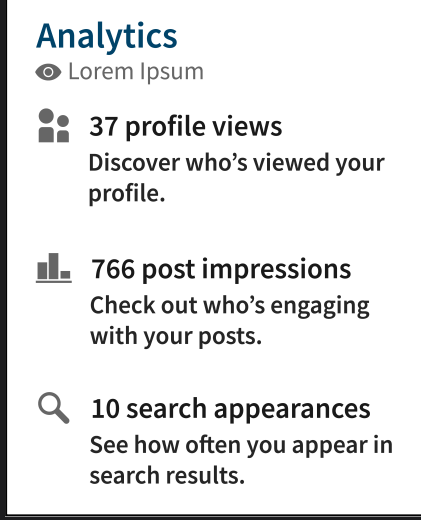 Analytics
Lorem Ipsum
37 profile views
Discover who’s viewed your
profile.
766 post impressions
Check out who’s engaging
with your posts.
10 search appearances
See how often you appear in
search results.